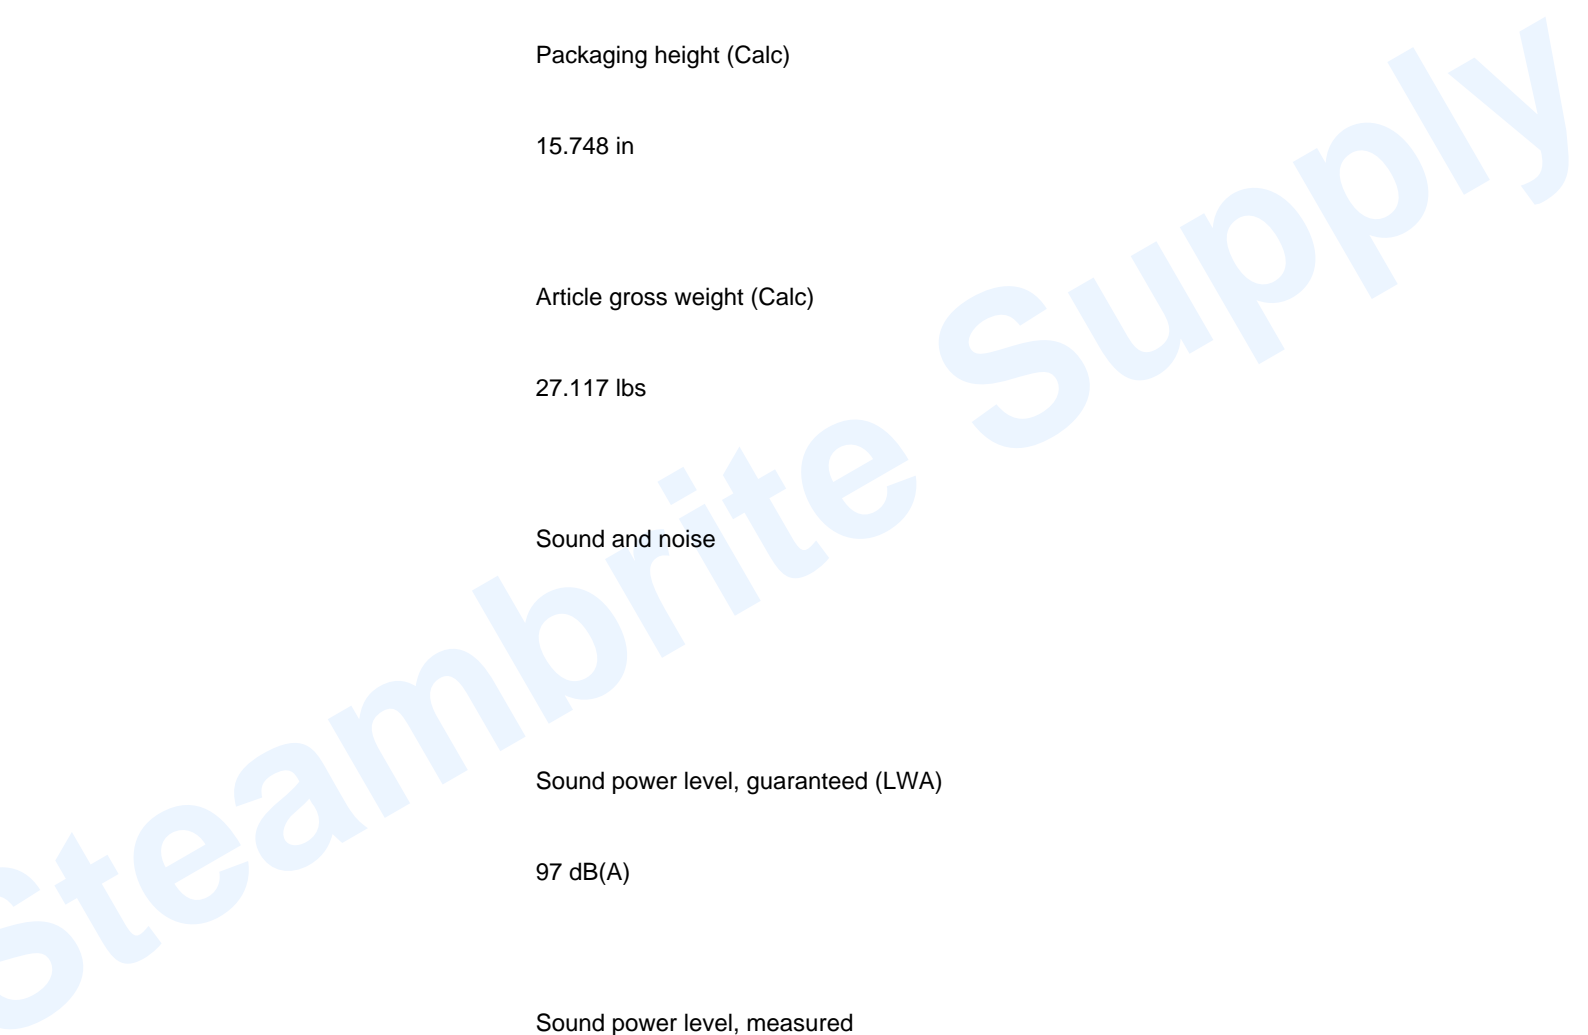 Packaging height (Calc)
15.748 in
Article gross weight (Calc)
27.117 lbs
Sound and noise
Sound power level, guaranteed (LWA)
97 dB(A)
Sound power level, measured
Steambrite Supply